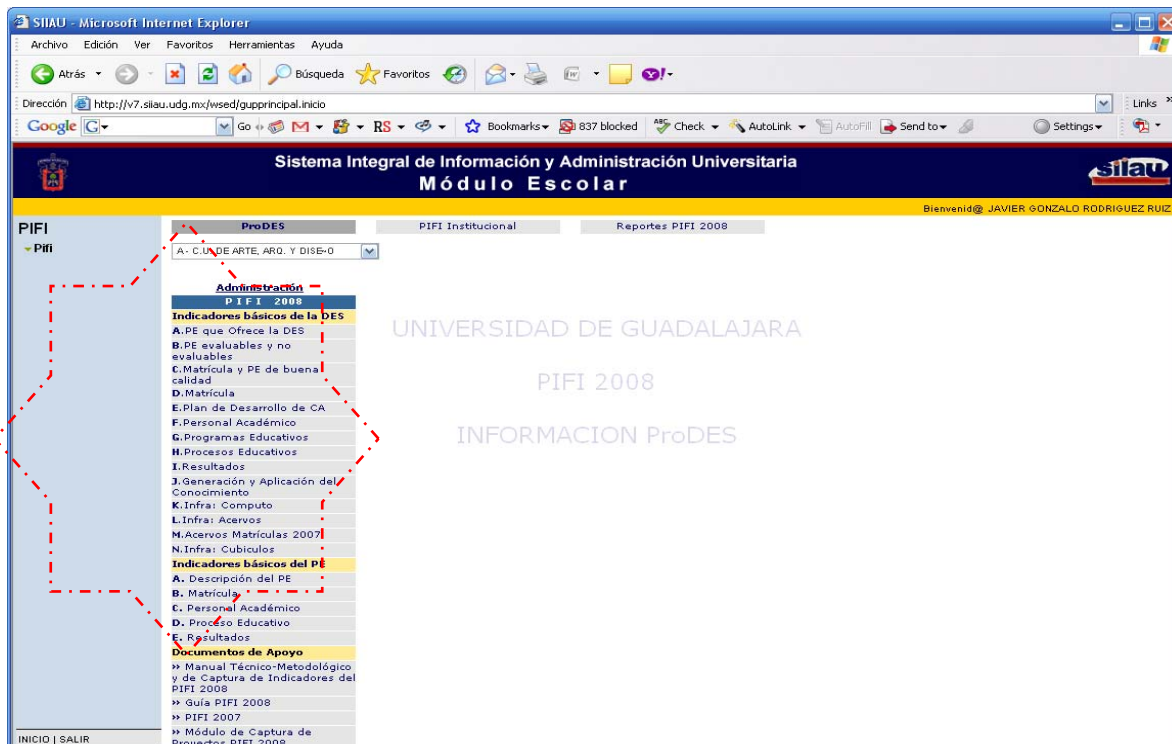 SIIAU - Microsoft Internet Explorer
Archivo Edición Ver Favoritos Herramientas Ayuda
Atrás Búsqueda Favoritos
Dirección http://v7.siiau.udg.mx/wsed/gupprincipal.inicio Links »
Google G Go RS Bookmarks 837 blocked ABC Check AutoLink AutoFill Send to Settings
Sistema Integral de Información y Administración Universitaria
Módulo Escolar
siiau
Bienvenid@ JAVIER GONZALO RODRIGUEZ RUIZ
PIFI ProDES PIFI Institucional Reportes PIFI 2008
Pifi
A - C.U. DE ARTE, ARQ. Y DISE
Administración
PIFI 2008
Indicadores básicos de la DES
A.PE que Ofrece la DES
B.PE evaluables y no
evaluables
C.Matrícula y PE de buena
calidad
D.Matrícula
E.Plan de Desarrollo de CA
F.Personal Académico
G.Programas Educativos
H.Procesos Educativos
I.Resultados
J.Generación y Aplicación del
Conocimiento
K.Infra: Computo
L.Infra: Acervos
M.Acervos Matrículas 2007
N.Infra: Cubiculos
Indicadores básicos del PE
A. Descripción del PE
B. Matrícula
C. Personal Académico
D. Proceso Educativo
E. Resultados
Documentos de Apoyo
» Manual Técnico-Metodológico
y de Captura de Indicadores del
PIFI 2008
» Guía PIFI 2008
» PIFI 2007
» Módulo de Captura de
Proyectos PIFI 2008
UNIVERSIDAD DE GUADALAJARA
PIFI 2008
INFORMACION ProDES
INICIO | SALIR